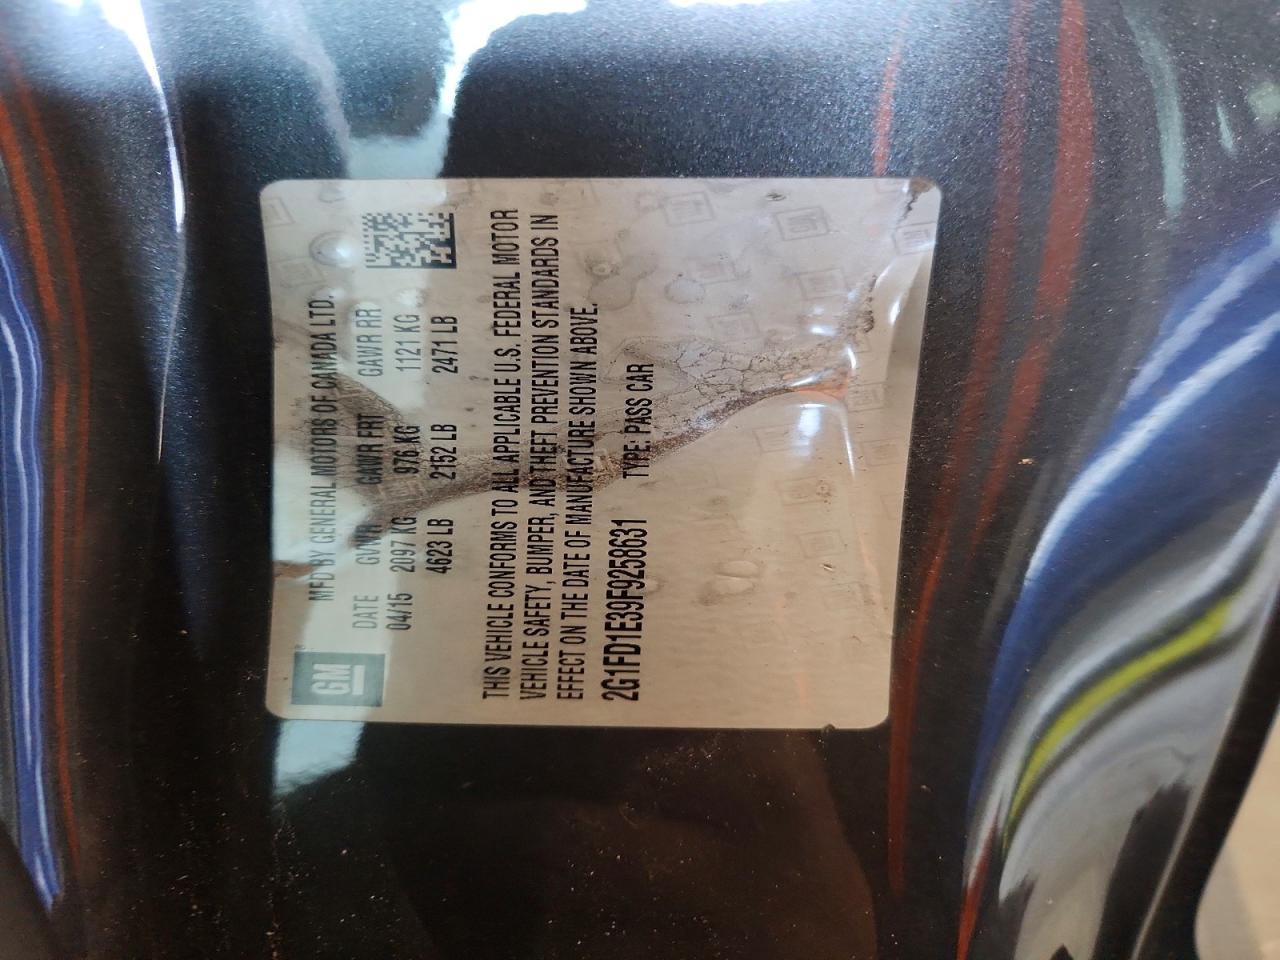 GM
MFD BY GENERAL MOTORS OF CANADA LTD.
DATE GVWR GAWR FRT GAWR RR
04/15 2097 KG 976 KG 1121 KG
4623 LB 2152 LB 2471 LB
THIS VEHICLE CONFORMS TO ALL APPLICABLE U.S. FEDERAL MOTOR
VEHICLE SAFETY, BUMPER, AND THEFT PREVENTION STANDARDS IN
EFFECT ON THE DATE OF MANUFACTURE SHOWN ABOVE.
2G1FD1E39F9258631 TYPE: PASS CAR